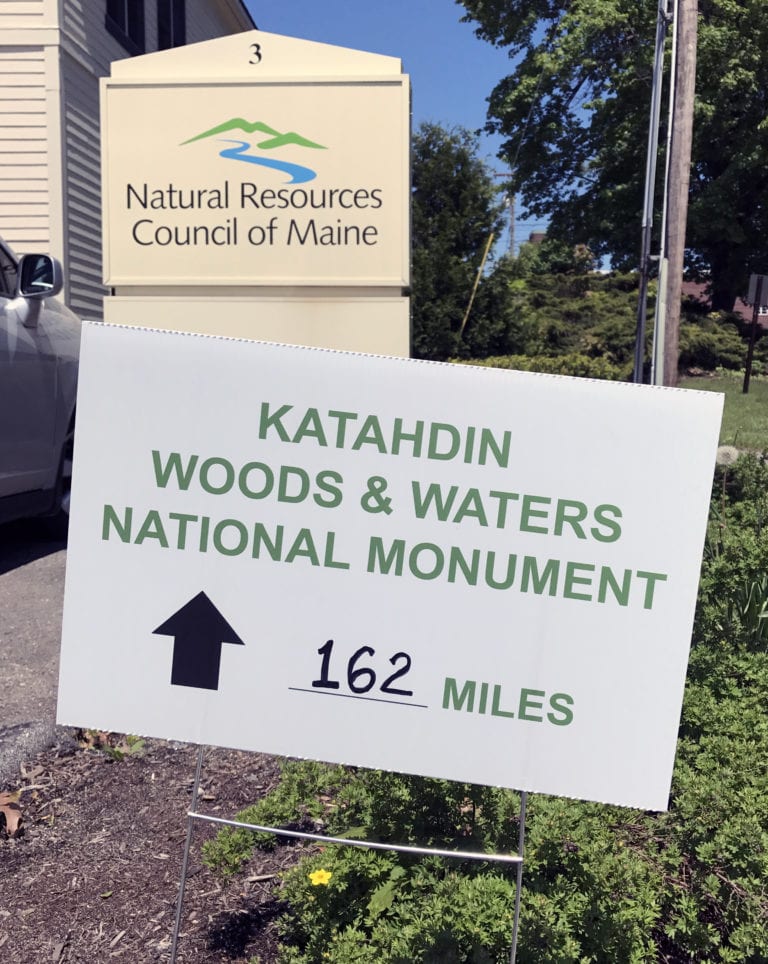 3
Natural Resources
Council of Maine
KATAHDIN
WOODS & WATERS
NATIONAL MONUMENT
162 MILES